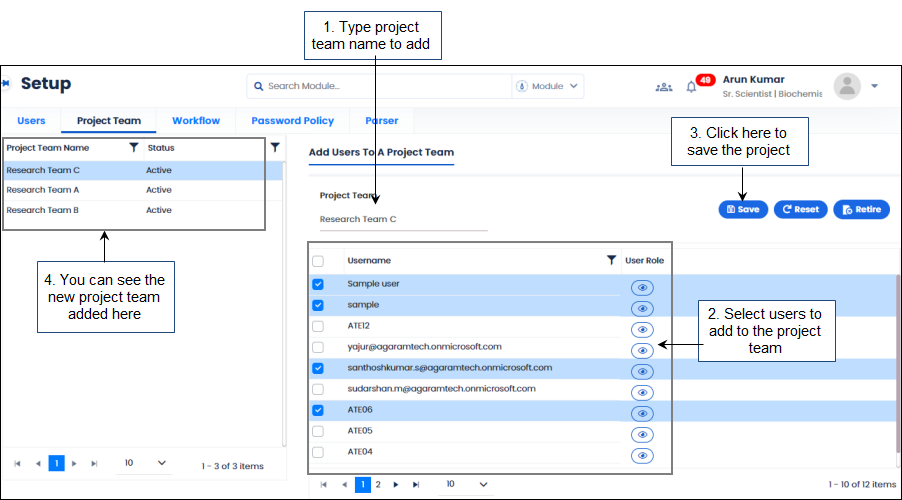 1. Type project
team name to add
Setup
Search Module...
Module
49
Arun Kumar
Sr. Scientist | Biochemis
Users
Project Team
Workflow
Password Policy
Parser
3. Click here to
save the project
Project Team Name
Status
Add Users To A Project Team
Research Team C
Active
Research Team A
Active
Research Team B
Active
Project Team
Research Team C
Save
Reset
Retire
4. You can see the
new project team
added here
Username
User Role
Sample user
sample
ATE12
yajur@agaramtech.onmicrosoft.com
santhoshkumar.s@agaramtech.onmicrosoft.com
sudarshan.m@agaramtech.onmicrosoft.com
ATE06
ATE05
ATE04
2. Select users to
add to the project
team
1
10
1 - 3 of 3 items
1
2
10
1 - 10 of 12 items